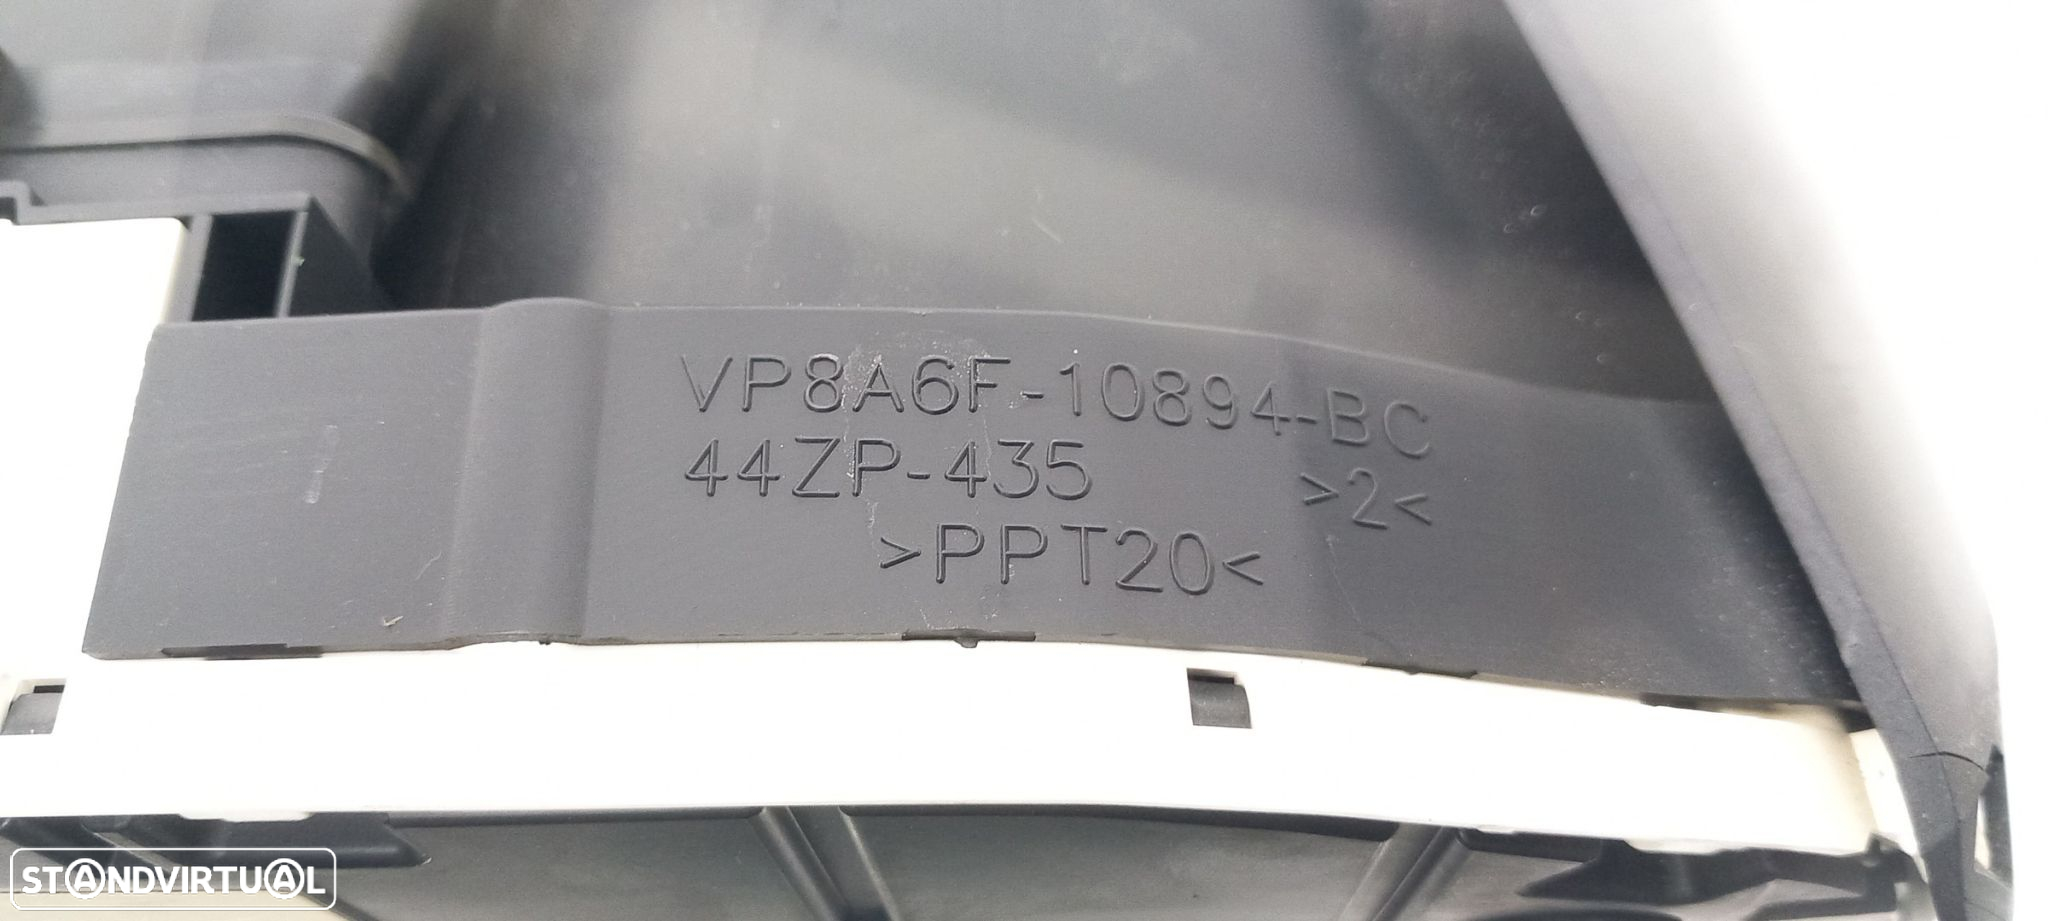 VP8A6F-10894-BC
44ZP-435
>2<
>PPT20<
STANDVIRTUAL